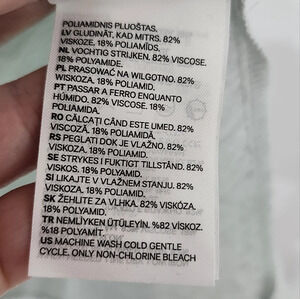 POLIAMIDNIS PLUOŠTAS.
LV GLUDINĀT, KAD MITRS. 82%
VISKOZE, 18% POLIAMĪDS.
NL VOCHTIG STRIJKEN. 82% VISCOSE.
18% POLYAMIDE.
PL PRASOWAĆ NA WILGOTNO. 82%
WISKOZA. 18% POLIAMID.
PT PASSAR A FERRO ENQUANTO
HÚMIDO. 82% VISCOSE. 18%
POLIAMIDA.
RO CĂLCAȚI CÂND ESTE UMED. 82%
VISCOZĂ. 18% POLIAMIDĂ.
RS PEGLATI DOK JE VLAŽNO. 82%
VISKOZA. 18% POLIAMID.
SE STRYKES I FUKTIGT TILLSTÅND. 82%
VISKOS. 18% POLYAMID.
SI LIKAJTE V VLAŽNEM STANJU. 82%
VISKOZA. 18% POLIAMID.
SK ŽEHLITE ZA VLHKA. 82% VISKÓZA.
18% POLYAMID.
TR NEMLIYKEN ÜTÜLEYİN. %82 VİSKOZ.
%18 POLYAMİT.
US MACHINE WASH COLD GENTLE
CYCLE, ONLY NON-CHLORINE BLEACH